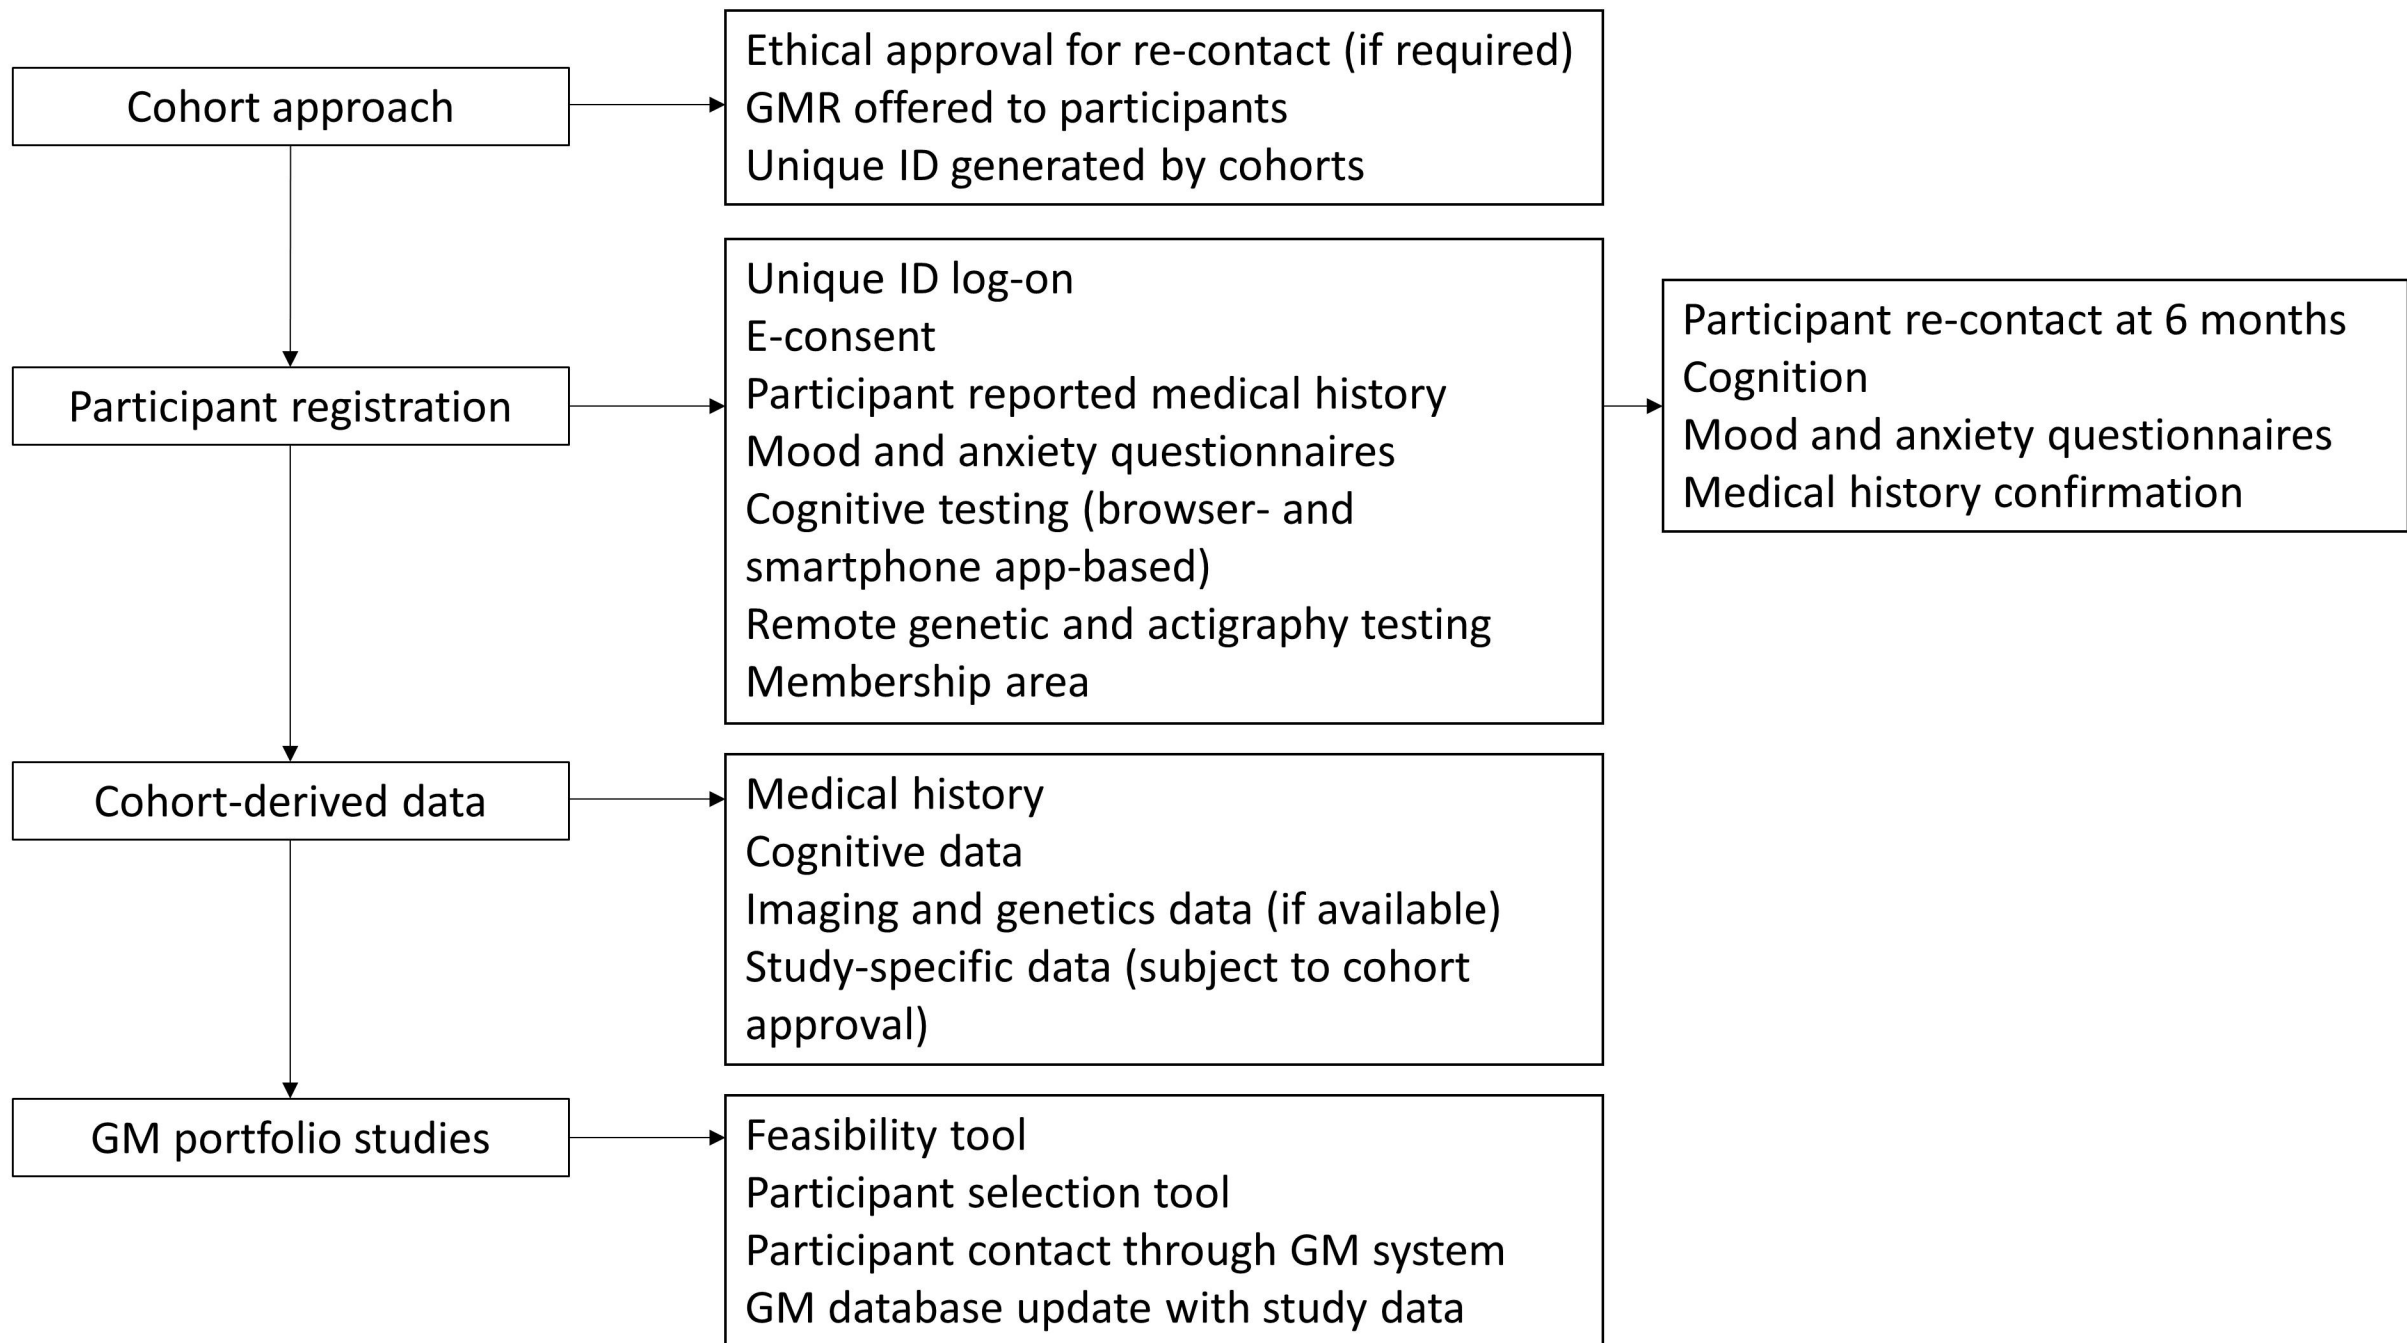 Cohort approach
Ethical approval for re-contact (if required)
GMR offered to participants
Unique ID generated by cohorts
Participant registration
Unique ID log-on
E-consent
Participant reported medical history
Mood and anxiety questionnaires
Cognitive testing (browser- and
smartphone app-based)
Remote genetic and actigraphy testing
Membership area
Participant re-contact at 6 months
Cognition
Mood and anxiety questionnaires
Medical history confirmation
Cohort-derived data
Medical history
Cognitive data
Imaging and genetics data (if available)
Study-specific data (subject to cohort
approval)
GM portfolio studies
Feasibility tool
Participant selection tool
Participant contact through GM system
GM database update with study data